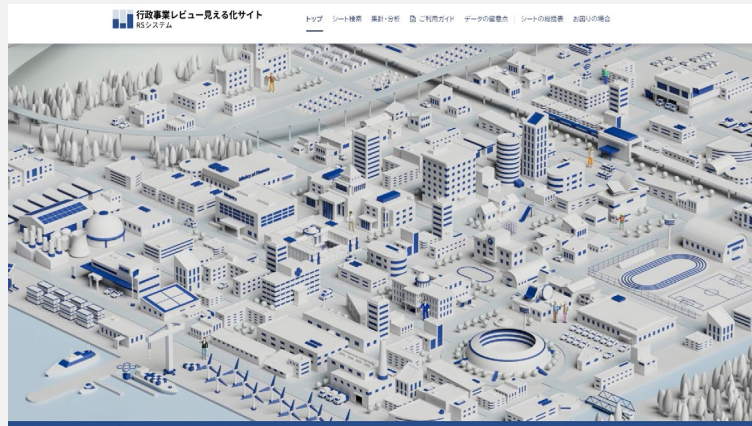 行政事業レビュー見える化サイト
RSシステム
トップ シート検索 集計・分析 ご利用ガイド データの留意点 シートの総括表 お困りの場合
Ministry of Finance